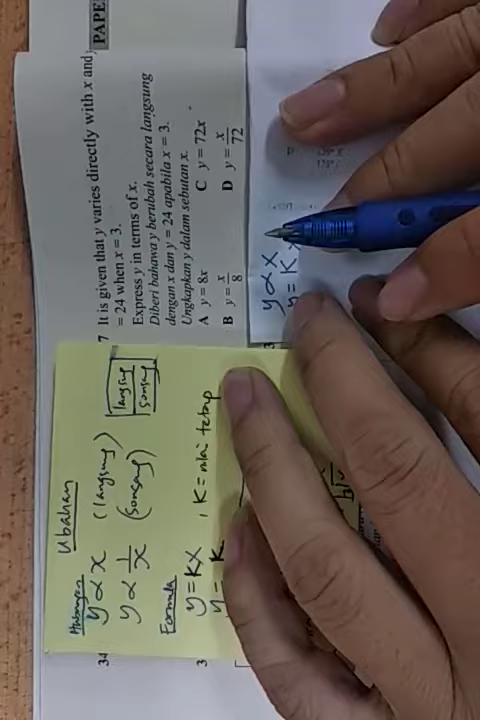 PAPE
7 It is given that y varies directly with x and y
= 24 when x = 3.
Express y in terms of x.
Diberi bahawa y berubah secara langsung
dengan x dan y = 24 apabila x = 3.
Ungkapkan y dalam sebutan x.
A y = 8x
C y = 72x
B y = x/8
D y = x/72
Ubahan
Hubungan
y ∝ x (langsung)
y ∝ 1/x (songsang)
langsung
songsang
Formula
y = Kx , K = nilai tetap
y = K
34
3
y ∝ x
y = K x
3